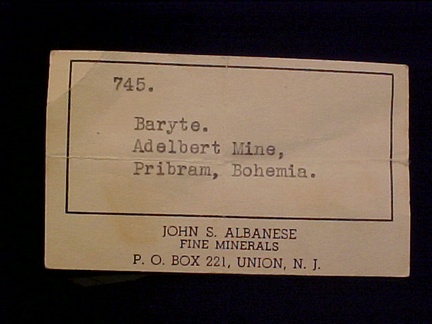 745.
Baryte.
Adelbert Mine,
Pribram, Bohemia.
JOHN S. ALBANESE
FINE MINERALS
P. O. BOX 221, UNION, N. J.